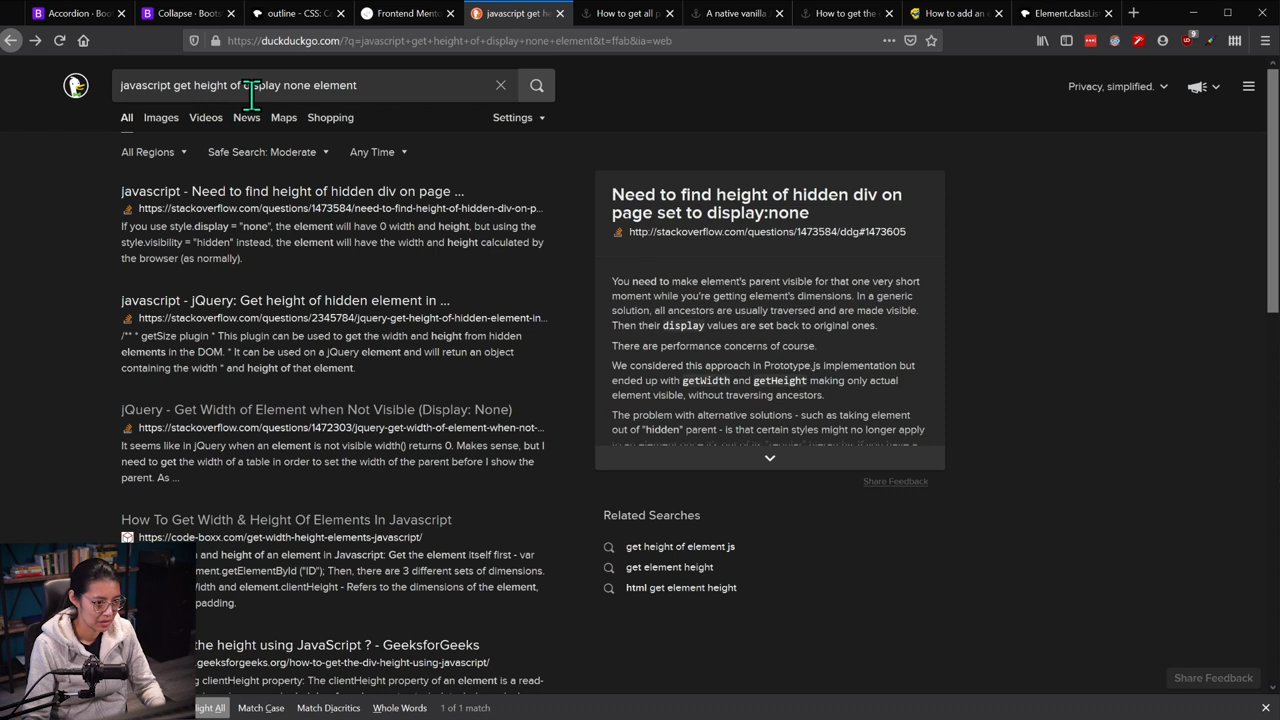 Accordion · Boots
Collapse · Boots
outline - CSS: Ca
Frontend Mento
javascript get he
How to get all p
A native vanilla
How to get the c
How to add an e
Element.classLis
https://duckduckgo.com/?q=javascript+get+height+of+display+none+element&t=ffab&ia=web
9
javascript get height of display none element
Privacy, simplified.
All Images Videos News Maps Shopping Settings
All Regions Safe Search: Moderate Any Time
javascript - Need to find height of hidden div on page ...
https://stackoverflow.com/questions/1473584/need-to-find-height-of-hidden-div-on-p...
If you use style.display = "none", the element will have 0 width and height, but using the
style.visibility = "hidden" instead, the element will have the width and height calculated by
the browser (as normally).
javascript - jQuery: Get height of hidden element in ...
https://stackoverflow.com/questions/2345784/jquery-get-height-of-hidden-element-in...
/** * getSize plugin * This plugin can be used to get the width and height from hidden
elements in the DOM. * It can be used on a jQuery element and will retun an object
containing the width * and height of that element.
jQuery - Get Width of Element when Not Visible (Display: None)
https://stackoverflow.com/questions/1472303/jquery-get-width-of-element-when-not-...
It seems like in jQuery when an element is not visible width() returns 0. Makes sense, but I
need to get the width of a table in order to set the width of the parent before I show the
parent. As ...
How To Get Width & Height Of Elements In Javascript
https://code-boxx.com/get-width-height-elements-javascript/
and height of an element in Javascript: Get the element itself first - var
ment.getElementById ("ID"); Then, there are 3 different sets of dimensions.
Width and element.clientHeight - Refers to the dimensions of the element,
padding.
the height using JavaScript ? - GeeksforGeeks
geeksforgeeks.org/how-to-get-the-div-height-using-javascript/
clientHeight property: The clientHeight property of an element is a read-
Need to find height of hidden div on
page set to display:none
http://stackoverflow.com/questions/1473584/ddg#1473605
You need to make element's parent visible for that one very short
moment while you're getting element's dimensions. In a generic
solution, all ancestors are usually traversed and are made visible.
Then their display values are set back to original ones.
There are performance concerns of course.
We considered this approach in Prototype.js implementation but
ended up with getWidth and getHeight making only actual
element visible, without traversing ancestors.
The problem with alternative solutions - such as taking element
out of "hidden" parent - is that certain styles might no longer apply
Share Feedback
Related Searches
get height of element js
get element height
html get element height
Share Feedback
light All Match Case Match Diacritics Whole Words 1 of 1 match